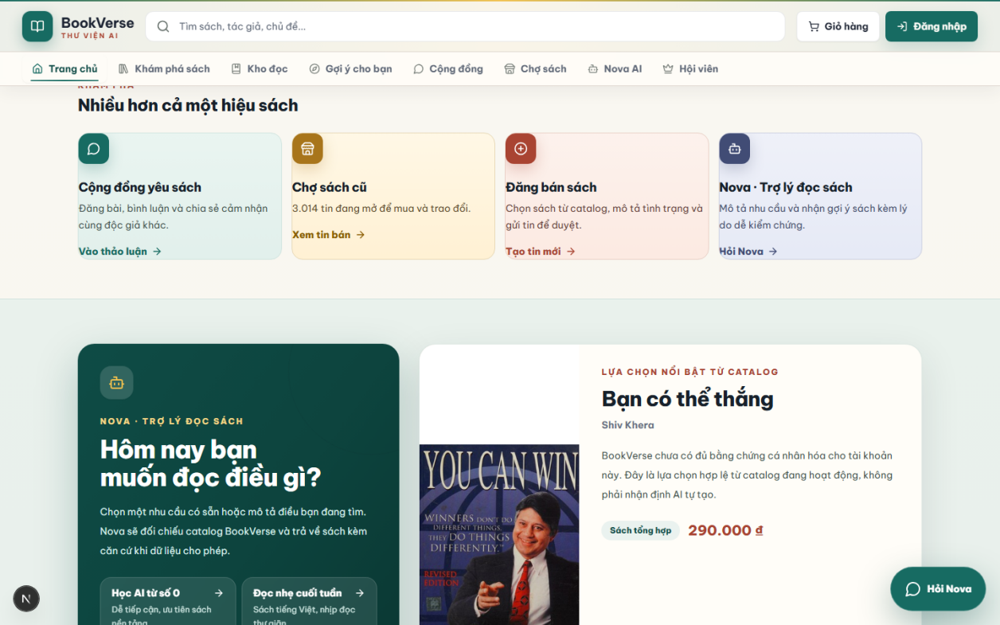 BookVerse
THƯ VIỆN AI
Tìm sách, tác giả, chủ đề...
Giỏ hàng
Đăng nhập
Trang chủ
Khám phá sách
Kho đọc
Gợi ý cho bạn
Cộng đồng
Chợ sách
Nova AI
Hội viên
Nhiều hơn cả một hiệu sách
Cộng đồng yêu sách
Đăng bài, bình luận và chia sẻ cảm nhận
cùng độc giả khác.
Vào thảo luận →
Chợ sách cũ
3.014 tin đang mở để mua và trao đổi.
Xem tin bán →
Đăng bán sách
Chọn sách từ catalog, mô tả tình trạng và
gửi tin để duyệt.
Tạo tin mới →
Nova · Trợ lý đọc sách
Mô tả nhu cầu và nhận gợi ý sách kèm lý
do dễ kiểm chứng.
Hỏi Nova →
NOVA · TRỢ LÝ ĐỌC SÁCH
Hôm nay bạn
muốn đọc điều gì?
Chọn một nhu cầu có sẵn hoặc mô tả điều bạn đang tìm.
Nova sẽ đối chiếu catalog BookVerse và trả về sách kèm
căn cứ khi dữ liệu cho phép.
Học AI từ số 0 →
Dễ tiếp cận, ưu tiên sách
nền tảng
Đọc nhẹ cuối tuần →
Sách tiếng Việt, nhịp đọc
thư giãn
YOU CAN WIN
WINNERS DON'T DO
DIFFERENT THINGS,
THEY DO THINGS
DIFFERENTLY."
REVISED
EDITION
LỰA CHỌN NỔI BẬT TỪ CATALOG
Bạn có thể thắng
Shiv Khera
BookVerse chưa có đủ bằng chứng cá nhân hóa cho tài khoản
này. Đây là lựa chọn hợp lệ từ catalog đang hoạt động, không
phải nhận định AI tự tạo.
Sách tổng hợp
290.000 ₫
N
Hỏi Nova